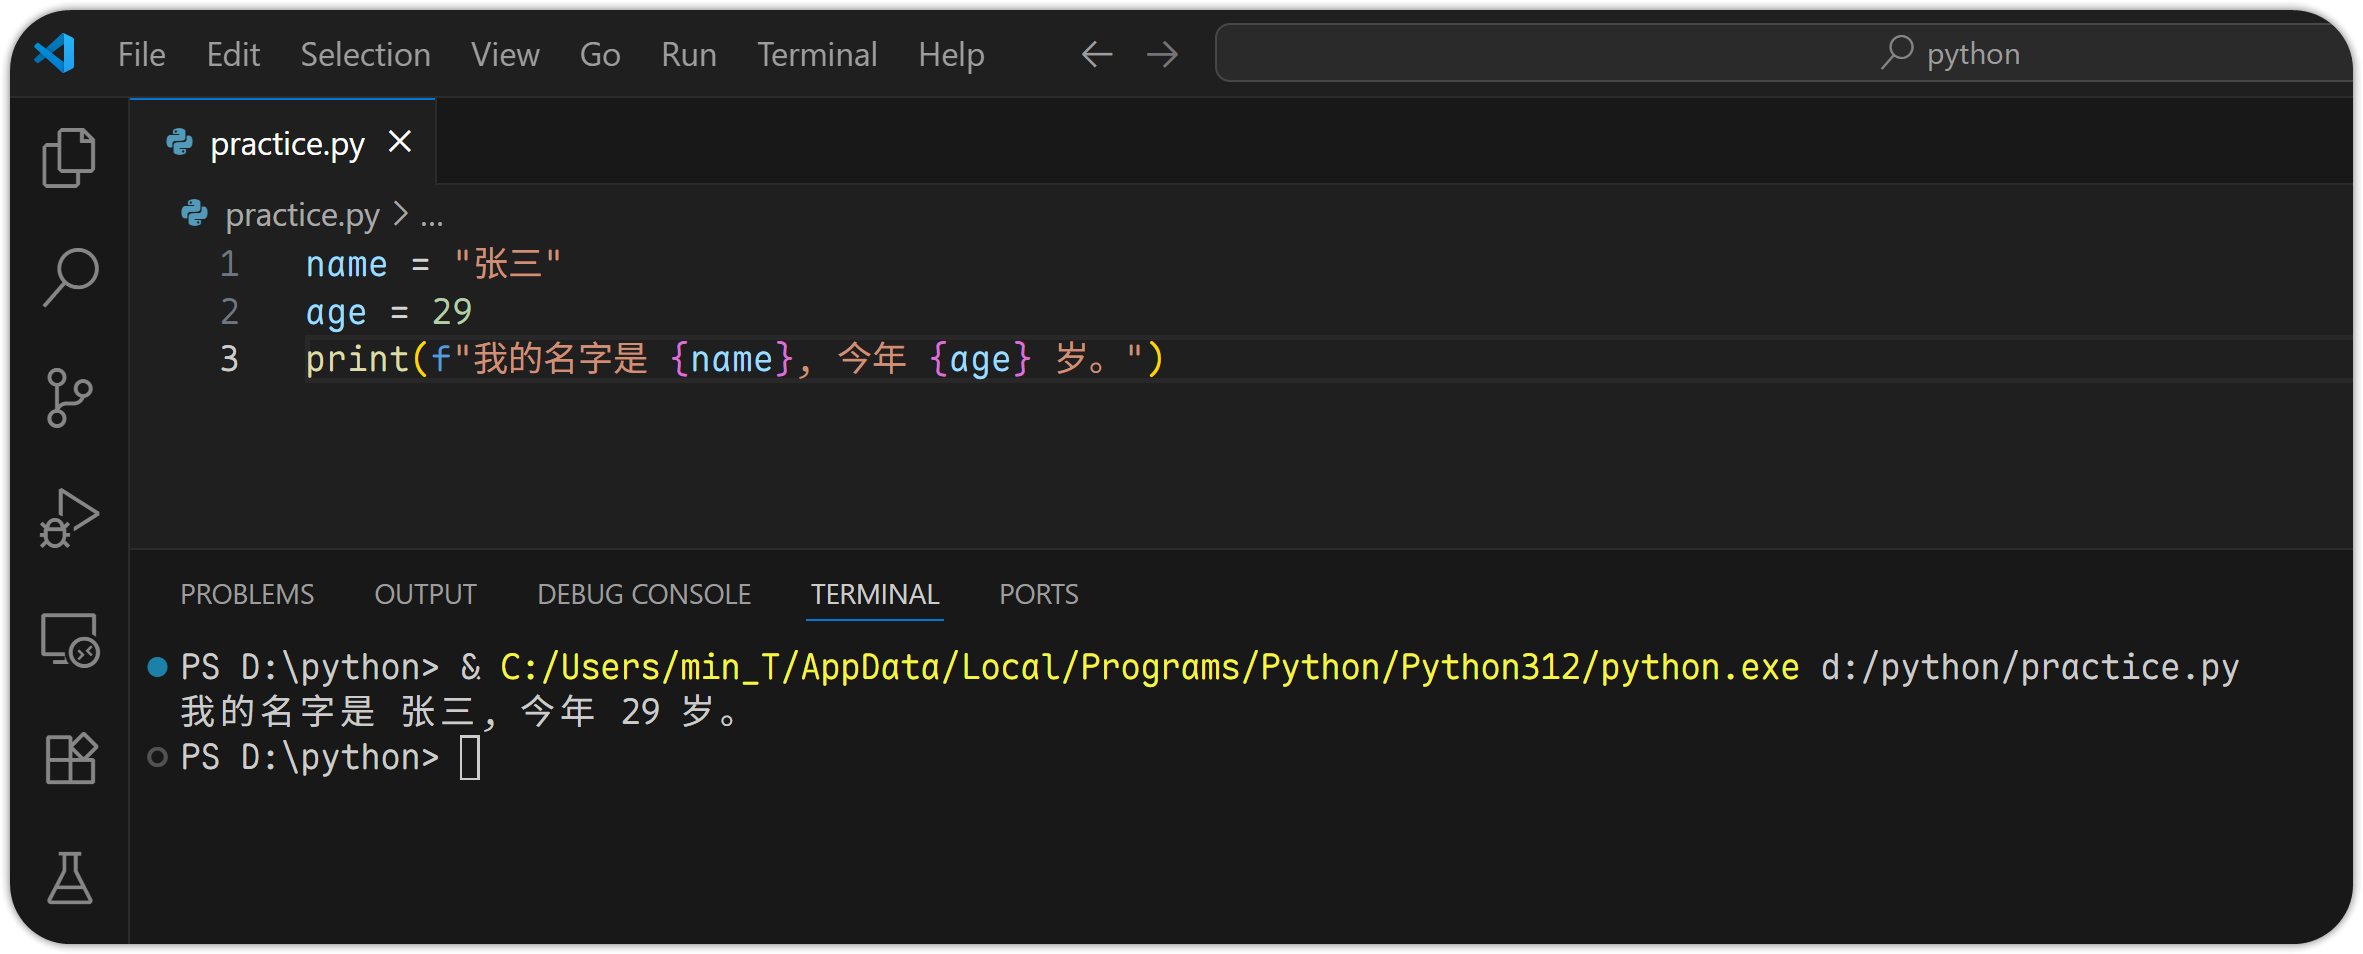 File Edit Selection View Go Run Terminal Help python
practice.py
practice.py > ...
1 name = "张三"
2 age = 29
3 print(f"我的名字是 {name}, 今年 {age} 岁。")
PROBLEMS OUTPUT DEBUG CONSOLE TERMINAL PORTS
PS D:\python> & C:/Users/min_T/AppData/Local/Programs/Python/Python312/python.exe d:/python/practice.py
我的名字是 张三, 今年 29 岁。
PS D:\python>